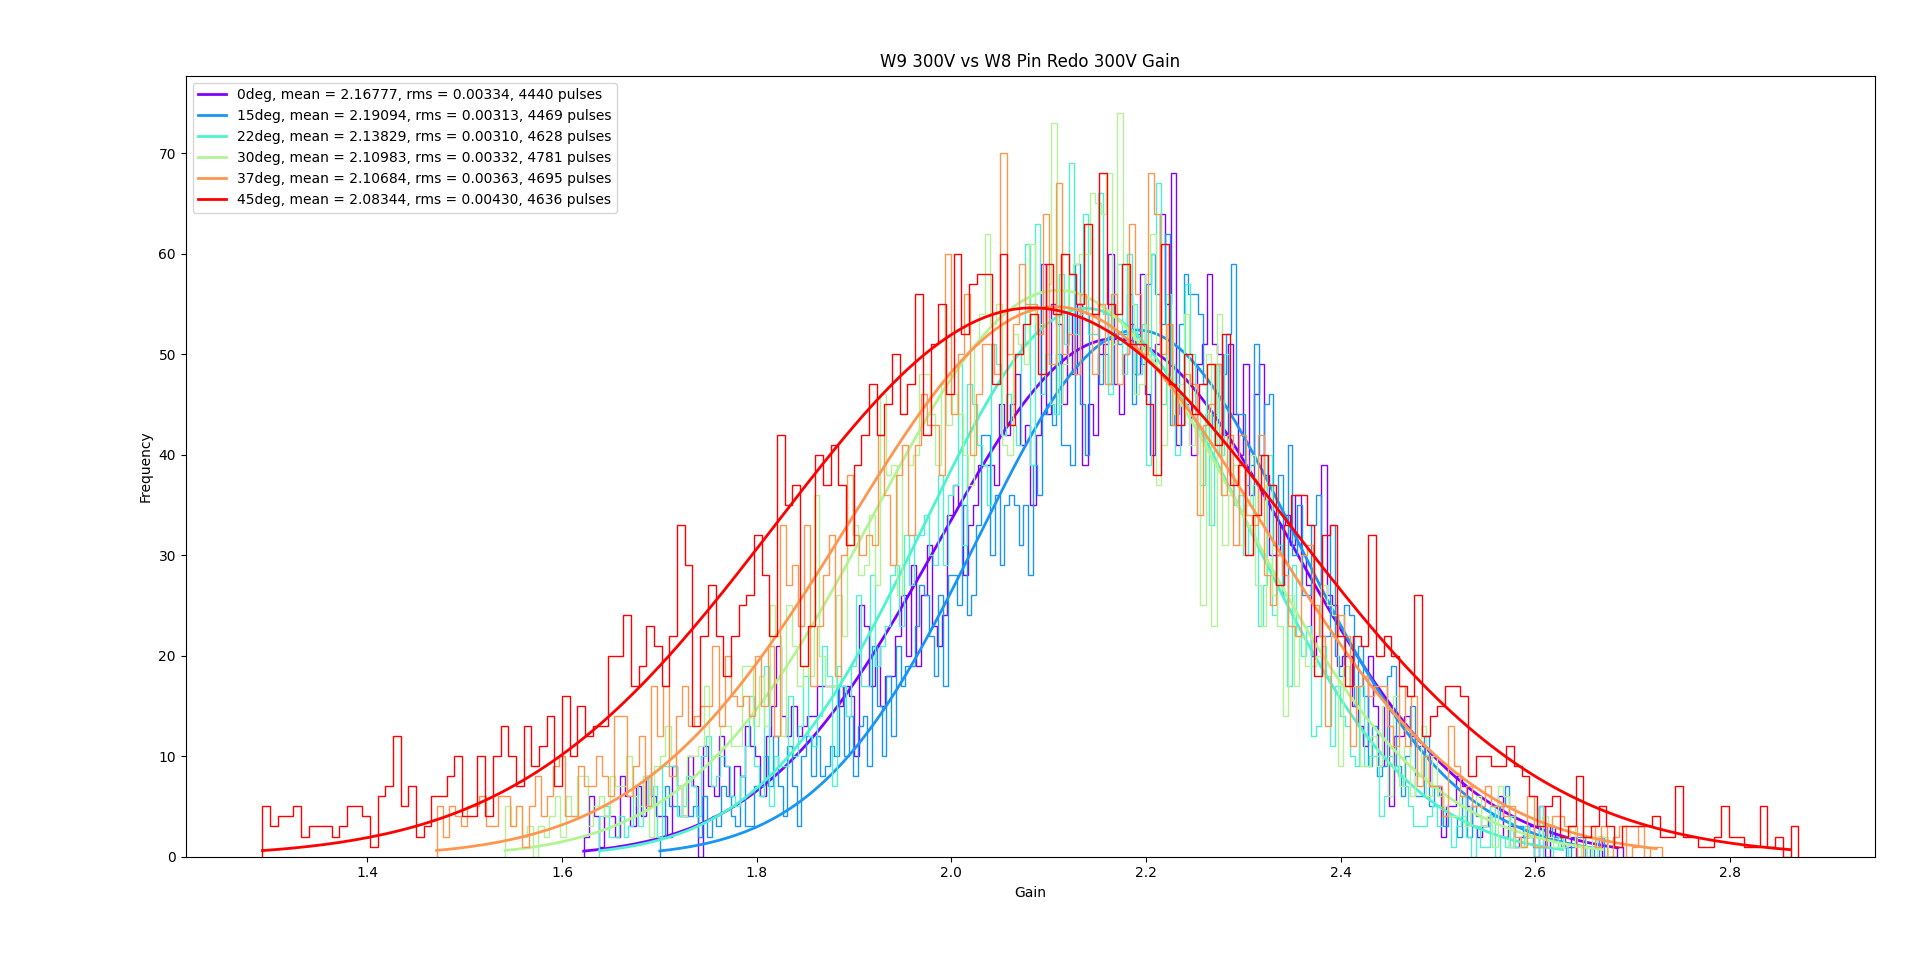 W9 300V vs W8 Pin Redo 300V Gain
0deg, mean = 2.16777, rms = 0.00334, 4440 pulses
15deg, mean = 2.19094, rms = 0.00313, 4469 pulses
22deg, mean = 2.13829, rms = 0.00310, 4628 pulses
30deg, mean = 2.10983, rms = 0.00332, 4781 pulses
37deg, mean = 2.10684, rms = 0.00363, 4695 pulses
45deg, mean = 2.08344, rms = 0.00430, 4636 pulses
70
60
50
40
30
20
10
0
Frequency
1.4 1.6 1.8 2.0 2.2 2.4 2.6 2.8
Gain